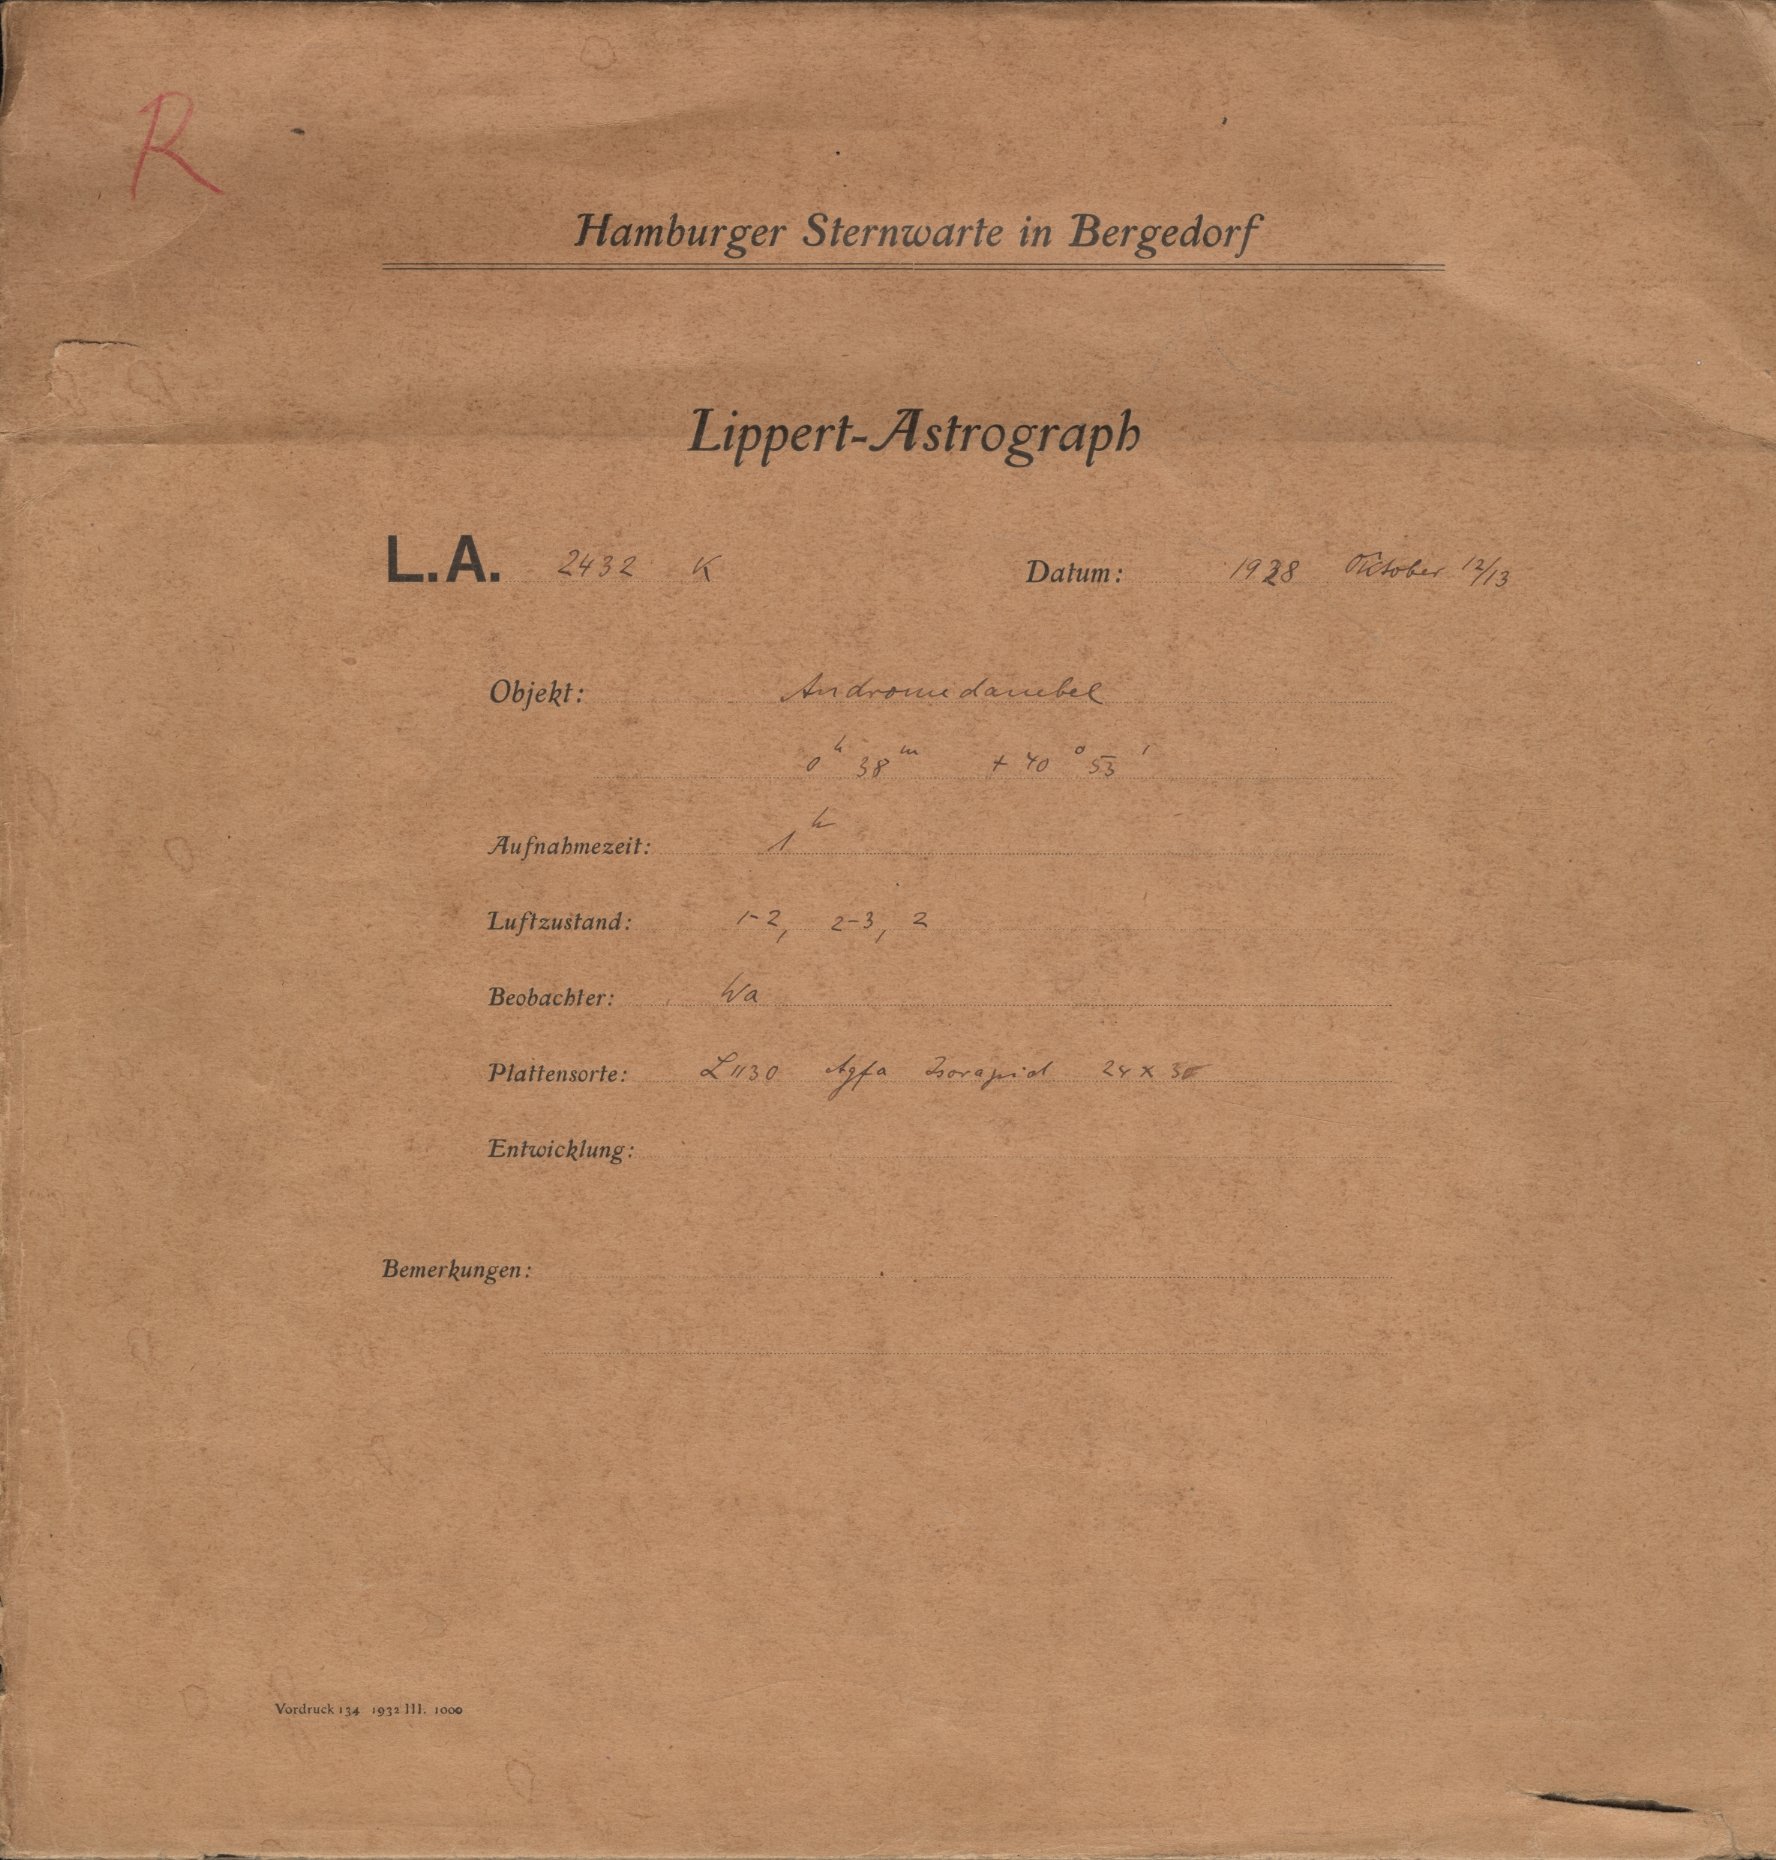 R
Hamburger Sternwarte in Bergedorf
Lippert-Astrograph
L.A. 2432 K Datum: 1928 Oktober 12/13
Objekt: Andromedanebel
0h 38m + 40° 53'
Aufnahmezeit: 1h
Luftzustand: 1-2, 2-3, 2
Beobachter: Wa
Plattensorte: L1130 Agfa Isorapid 24 x 30
Entwicklung:
Bemerkungen:
Vordruck 134 1932 III. 1000